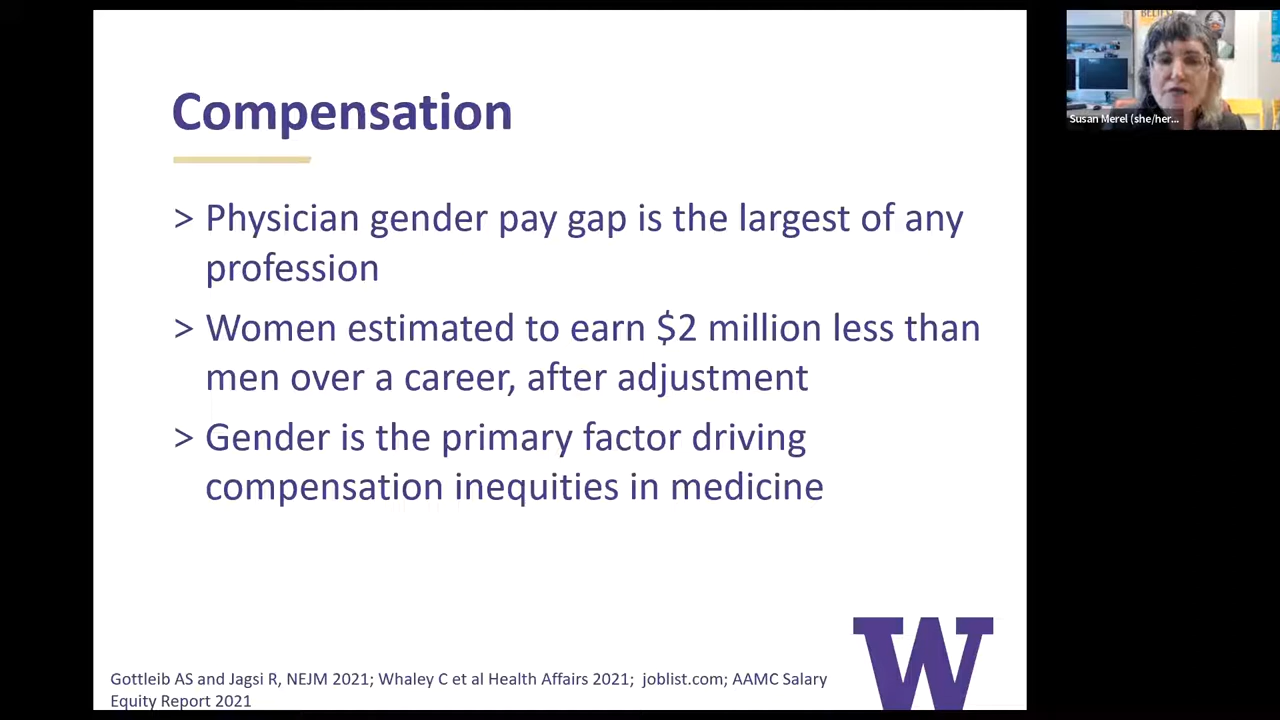 Compensation
> Physician gender pay gap is the largest of any
profession
> Women estimated to earn $2 million less than
men over a career, after adjustment
> Gender is the primary factor driving
compensation inequities in medicine
Gottleib AS and Jagsi R, NEJM 2021; Whaley C et al Health Affairs 2021; joblist.com; AAMC Salary
Equity Report 2021
W
Susan Merel (she/her...